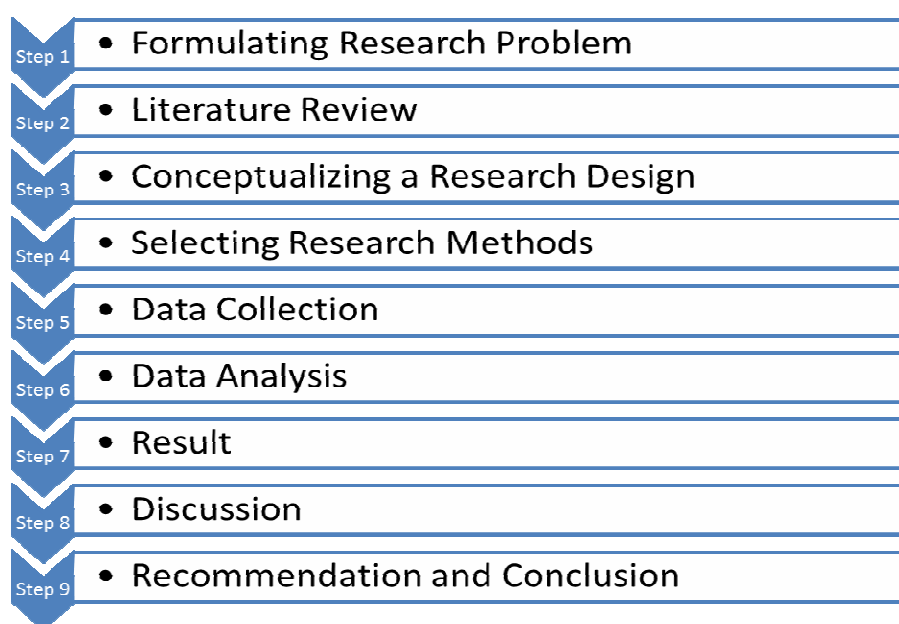 Step 1 • Formulating Research Problem
Step 2 • Literature Review
Step 3 • Conceptualizing a Research Design
Step 4 • Selecting Research Methods
Step 5 • Data Collection
Step 6 • Data Analysis
Step 7 • Result
Step 8 • Discussion
Step 9 • Recommendation and Conclusion